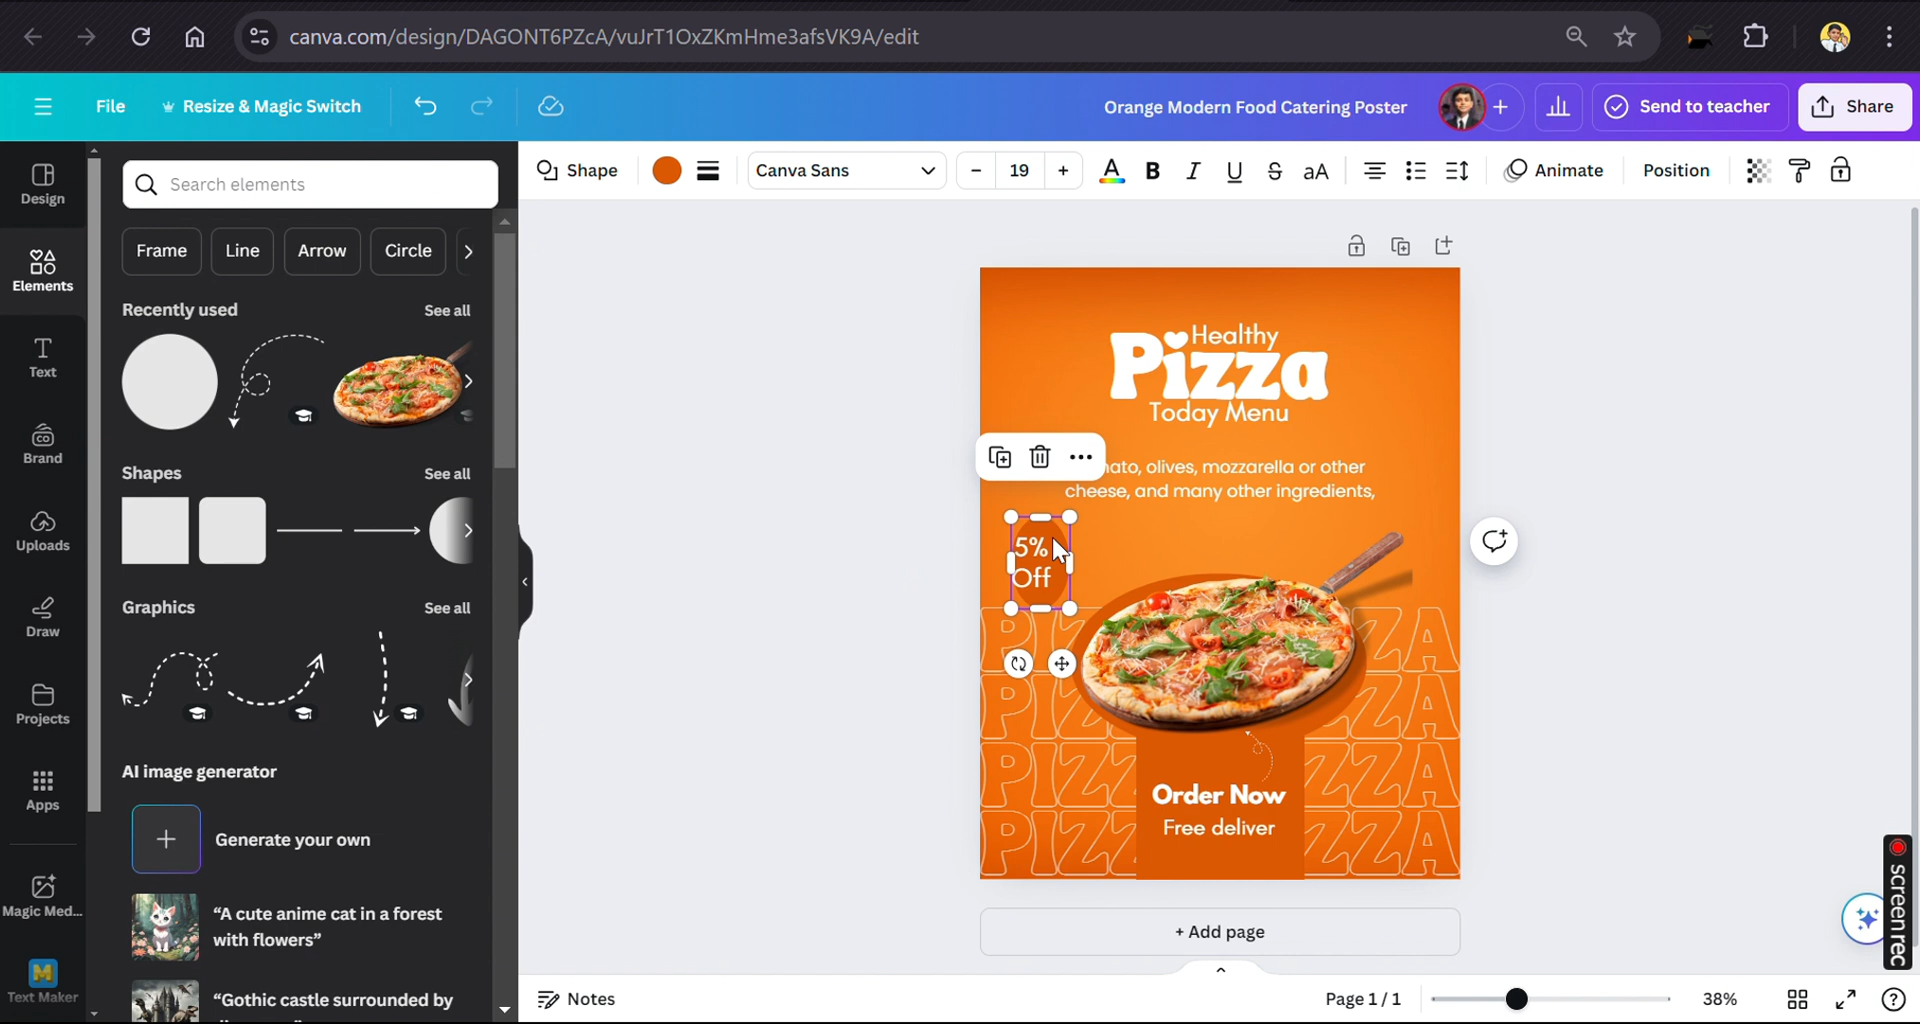 canva.com/design/DAGONT6PZcA/vuJrT1OxZKmHme3afsVK9A/edit
File
Resize & Magic Switch
Orange Modern Food Catering Poster
Send to teacher
Share
Design
Elements
Text
Brand
Uploads
Draw
Projects
Apps
Magic Med...
Text Maker
Search elements
Frame
Line
Arrow
Circle
Recently used
See all
Shapes
See all
Graphics
See all
AI image generator
Generate your own
“A cute anime cat in a forest
with flowers”
“Gothic castle surrounded by
Shape
Canva Sans
19
B
I
U
S
aA
Animate
Position
Healthy
Pizza
Today Menu
ato, olives, mozzarella or other
cheese, and many other ingredients,
5%
Off
PIZZA
PIZZA
PIZZA
PIZZA
Order Now
Free deliver
+ Add page
Notes
Page 1 / 1
38%
screenrec